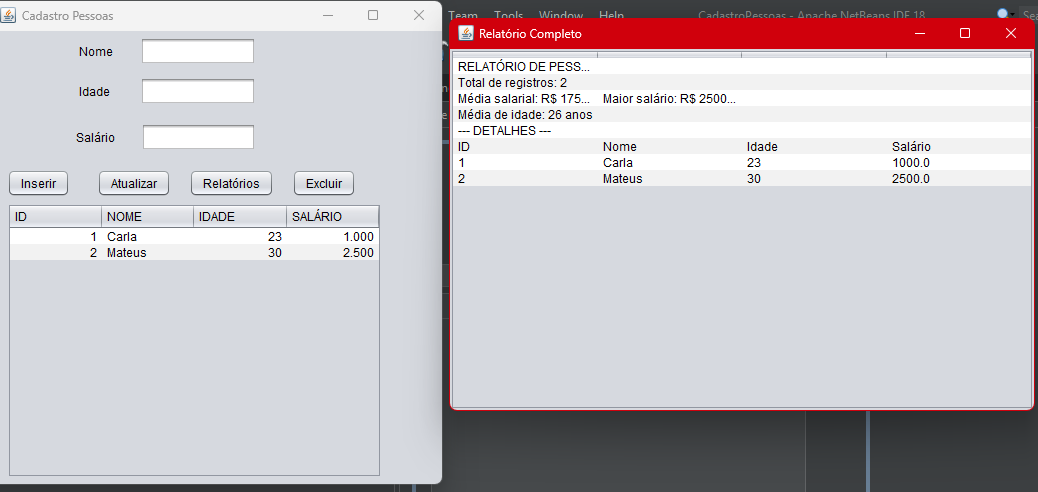 Cadastro Pessoas
Nome
Idade
Salário
Inserir Atualizar Relatórios Excluir
ID NOME IDADE SALÁRIO
1 Carla 23 1.000
2 Mateus 30 2.500
Team Tools Window Help CadastroPessoas - Apache NetBeans IDE 18
Relatório Completo
RELATÓRIO DE PESS...
Total de registros: 2
Média salarial: R$ 175... Maior salário: R$ 2500...
Média de idade: 26 anos
--- DETALHES ---
ID Nome Idade Salário
1 Carla 23 1000.0
2 Mateus 30 2500.0